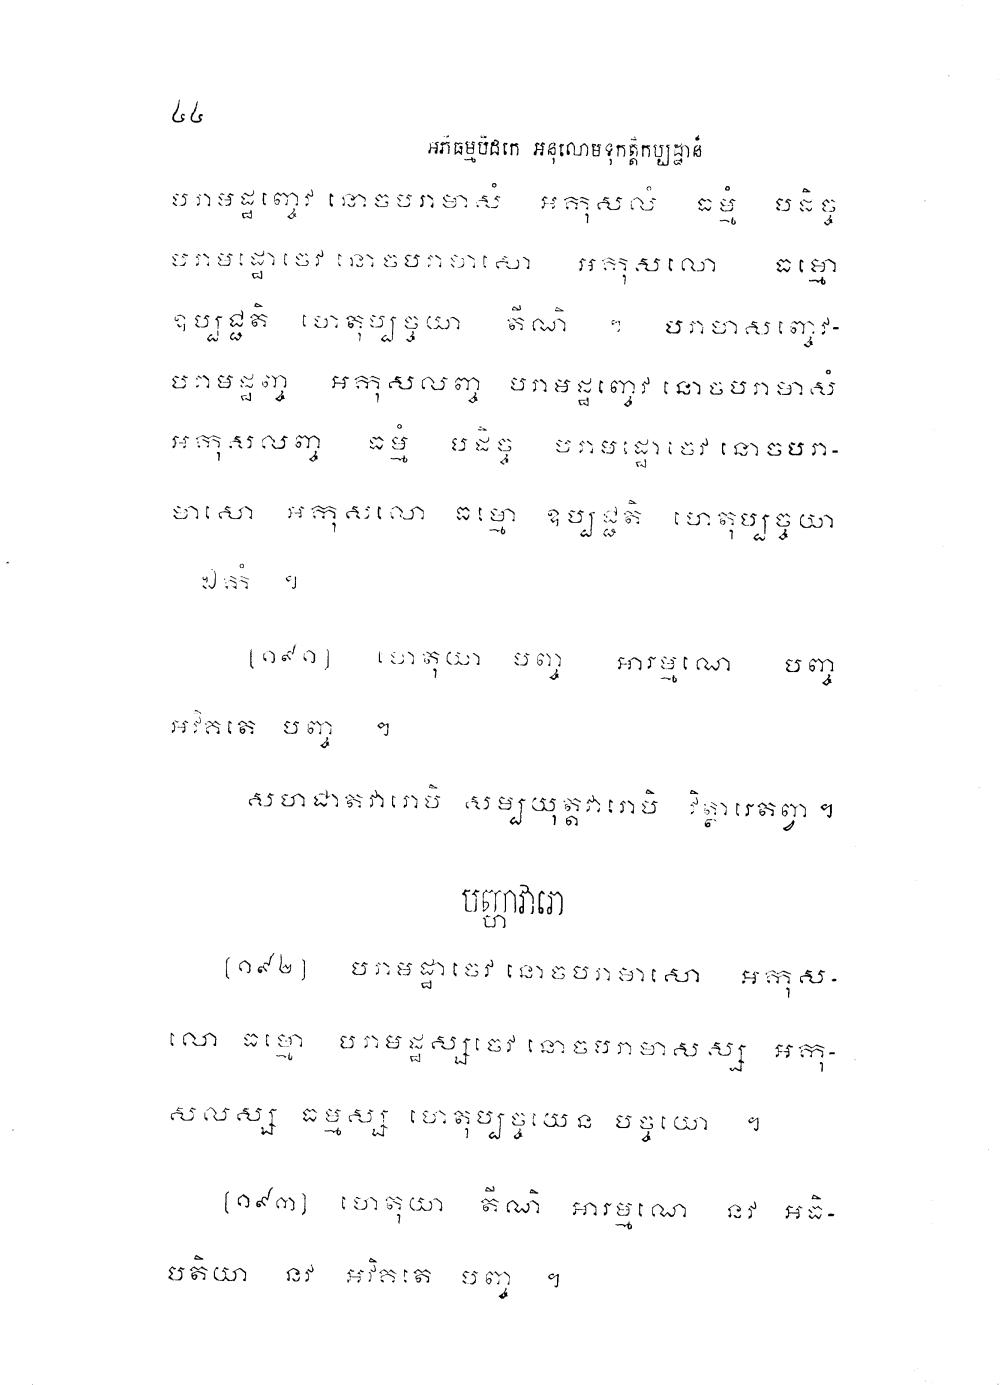 ៤៤
អភិធម្មបិដកេ អនុលោមទុកត្តិកប្បដ្ឋានំ
បរាមដ្ឋញ្ចេវ នោចបរាមាសំ អកុសលំ ធម្មំ បដិច្ច
បរាមដ្ឋោចេវ នោចបរាមាសោ អកុសលោ ធម្មោ
ឧប្បជ្ជតិ ហេតុប្បច្ចយា តីណិ ។ បរាមាសញ្ចេវ-
បរាមដ្ឋញ្ច អកុសលញ្ច បរាមដ្ឋញ្ចេវ នោចបរាមាសំ
អកុសលញ្ច ធម្មំ បដិច្ច បរាមដ្ឋោចេវ នោចបរា-
មាសោ អកុសលោ ធម្មោ ឧប្បជ្ជតិ ហេតុប្បច្ចយា
ឯកំ ។
(១៩១) ហេតុយា បញ្ច អារម្មណេ បញ្ច
អវិគតេ បញ្ច ។
សហជាតវារោបិ សម្បយុត្តវារោបិ វិត្ថារេតព្វា ។
បញ្ហាវារោ
(១៩២) បរាមដ្ឋាចេវ នោចបរាមាសោ អកុស-
លោ ធម្មោ បរាមដ្ឋស្សចេវ នោចបរាមាសស្ស អកុ-
សលស្ស ធម្មស្ស ហេតុប្បច្ចយេន បច្ចយោ ។
(១៩៣) ហេតុយា តីណិ អារម្មណេ នវ អធិ-
បតិយា នវ អវិគតេ បញ្ច ។